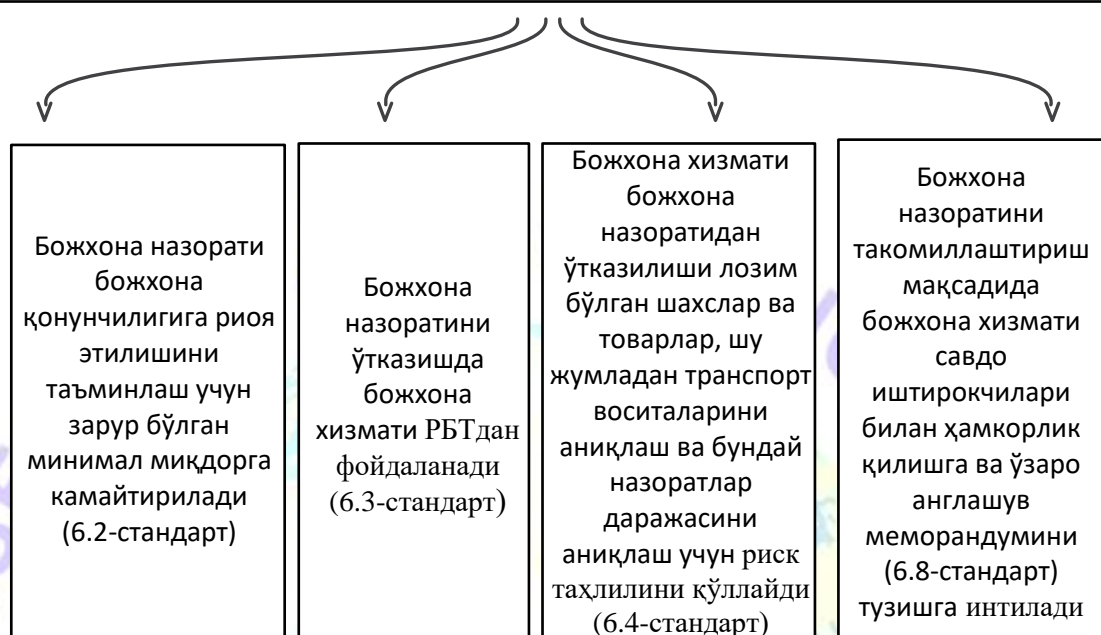 Божхона назорати
божхона
қонунчилигига риоя
этилишини
таъминлаш учун
зарур бўлган
минимал миқдорга
камайтирилади
(6.2-стандарт)
Божхона
назоратини
ўтказишда
божхона
хизмати РБТдан
фойдаланади
(6.3-стандарт)
Божхона хизмати
божхона
назоратидан
ўтказилиши лозим
бўлган шахслар ва
товарлар, шу
жумладан транспорт
воситаларини
аниқлаш ва бундай
назоратлар
даражасини
аниқлаш учун риск
таҳлилини қўллайди
(6.4-стандарт)
Божхона
назоратини
такомиллаштириш
мақсадида
божхона хизмати
савдо
иштирокчилари
билан ҳамкорлик
қилишга ва ўзаро
англашув
меморандумини
(6.8-стандарт)
тузишга интилади